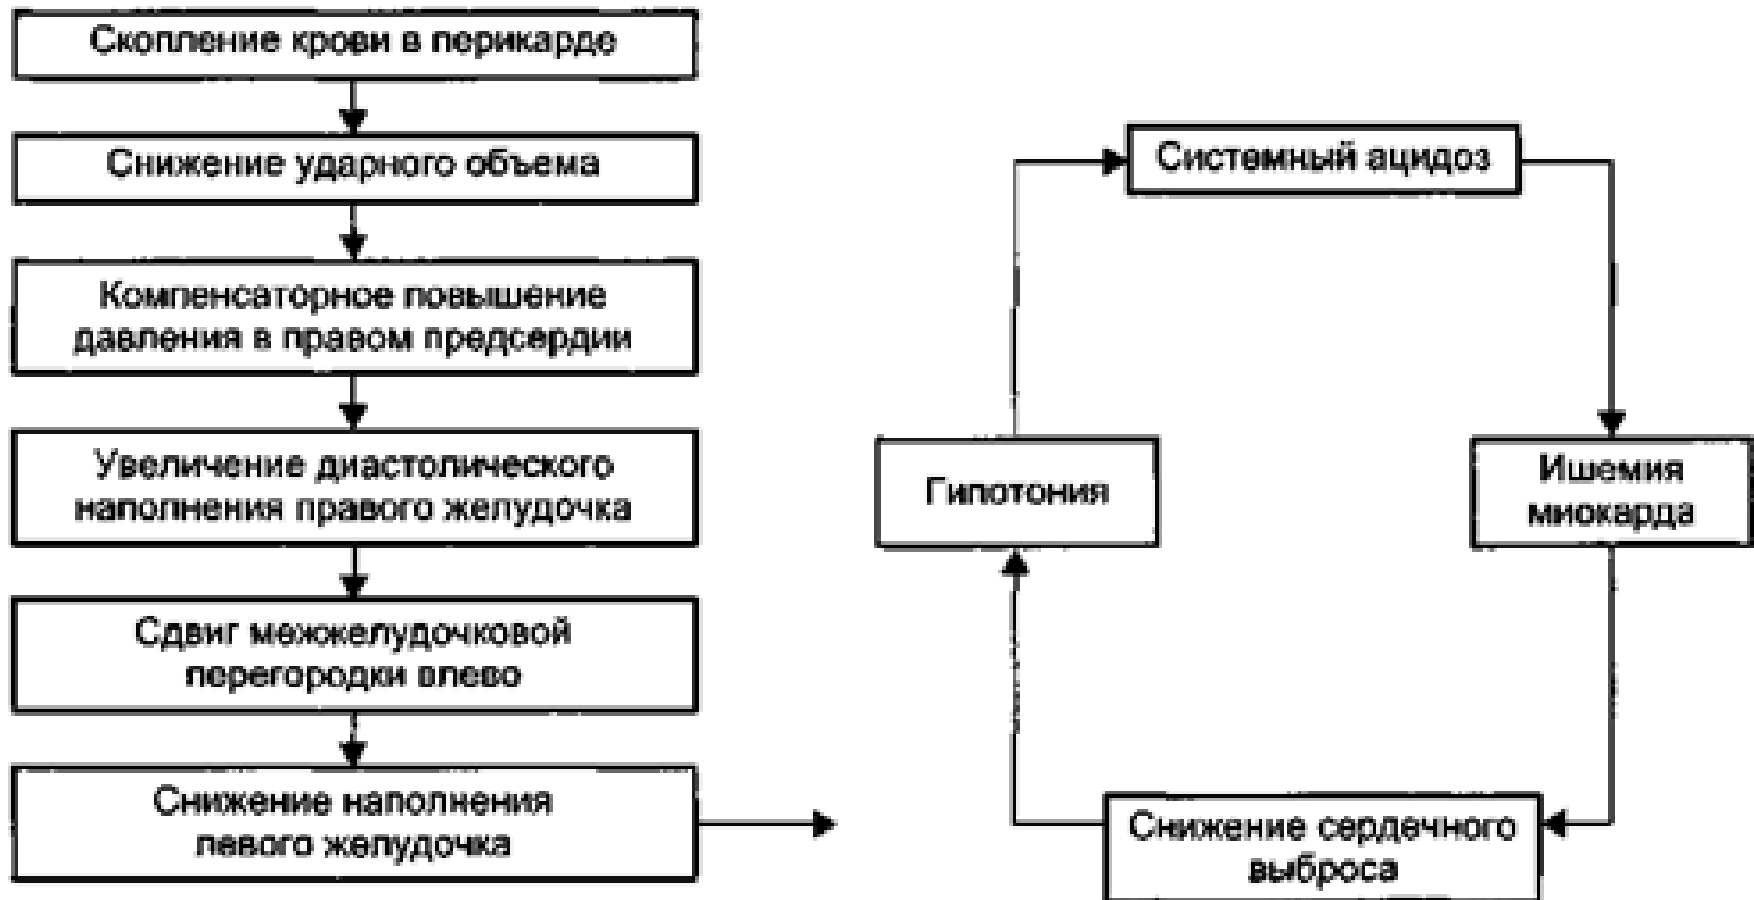 Скопление крови в перикарде
Снижение ударного объема
Компенсаторное повышение
давления в правом предсердии
Увеличение диастолического
наполнения правого желудочка
Сдвиг межжелудочковой
перегородки влево
Снижение наполнения
левого желудочка
Системный ацидоз
Гипотония
Ишемия
миокарда
Снижение сердечного
выброса